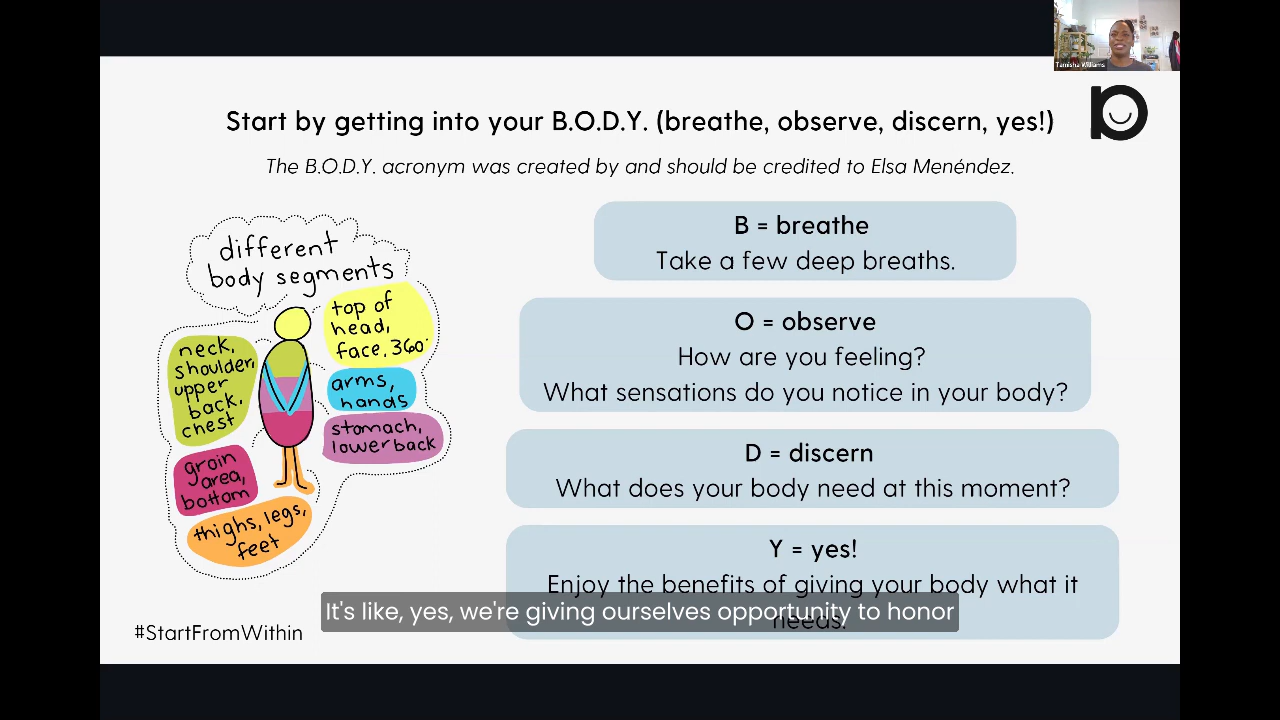 Tamisha Williams
Start by getting into your B.O.D.Y. (breathe, observe, discern, yes!)
The B.O.D.Y. acronym was created by and should be credited to Elsa Menéndez.
different
body segments
top of
head,
face, 360°
neck,
shoulder,
upper
back,
chest
arms,
hands
stomach,
lower back
groin
area,
bottom
thighs, legs,
feet
B = breathe
Take a few deep breaths.
O = observe
How are you feeling?
What sensations do you notice in your body?
D = discern
What does your body need at this moment?
Y = yes!
Enjoy the benefits of giving your body what it
needs.
It's like, yes, we're giving ourselves opportunity to honor
#StartFromWithin